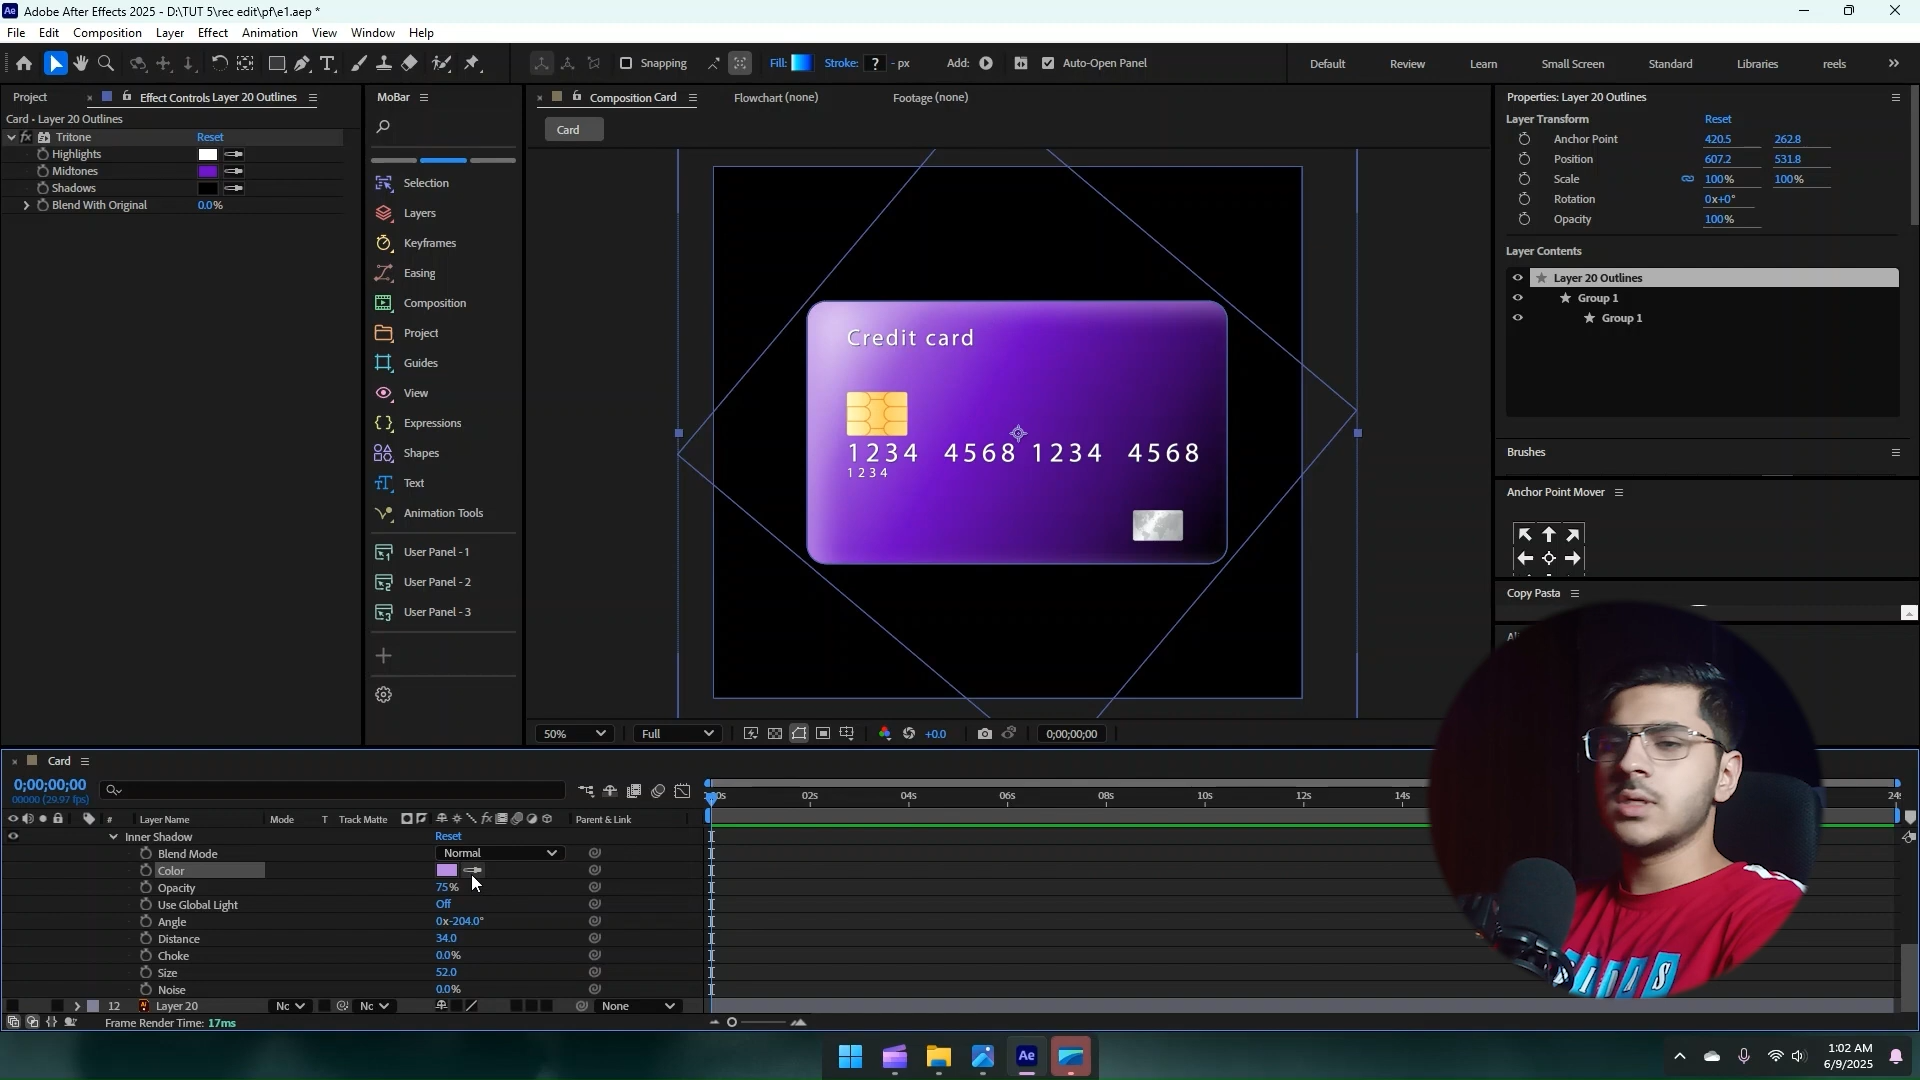 Adobe After Effects 2025 - D:\TUT 5\rec edit\pf\e1.aep *
File Edit Composition Layer Effect Animation View Window Help
Snapping
Fill: Stroke: ? - px Add: Auto-Open Panel
Default Review Learn Small Screen Standard Libraries reels
Project Effect Controls Layer 20 Outlines
Card • Layer 20 Outlines
Tritone Reset
Highlights
Midtones
Shadows
Blend With Original 0.0%
MoBar
Selection
Layers
Keyframes
Easing
Composition
Project
Guides
View
Expressions
Shapes
Text
Animation Tools
User Panel - 1
User Panel - 2
User Panel - 3
Composition Card Flowchart (none) Footage (none)
Card
Credit card
1234 4568 1234 4568
1234
50% Full +0.0 0;00;00;00
Properties: Layer 20 Outlines
Layer Transform Reset
Anchor Point 420.5 262.8
Position 607.2 531.8
Scale 100% 100%
Rotation 0x+0°
Opacity 100%
Layer Contents
Layer 20 Outlines
Group 1
Group 1
Brushes
Anchor Point Mover
Copy Pasta
Card
0;00;00;00
00000 (29.97 fps)
02s 04s 06s 08s 10s 12s 14s
# Layer Name Mode T Track Matte Parent & Link
Inner Shadow Reset
Blend Mode Normal
Color
Opacity 75%
Use Global Light Off
Angle 0x-204.0°
Distance 34.0
Choke 0.0%
Size 52.0
Noise 0.0%
12 Layer 20 Nc Nc None
Frame Render Time: 17ms
1:02 AM
6/9/2025